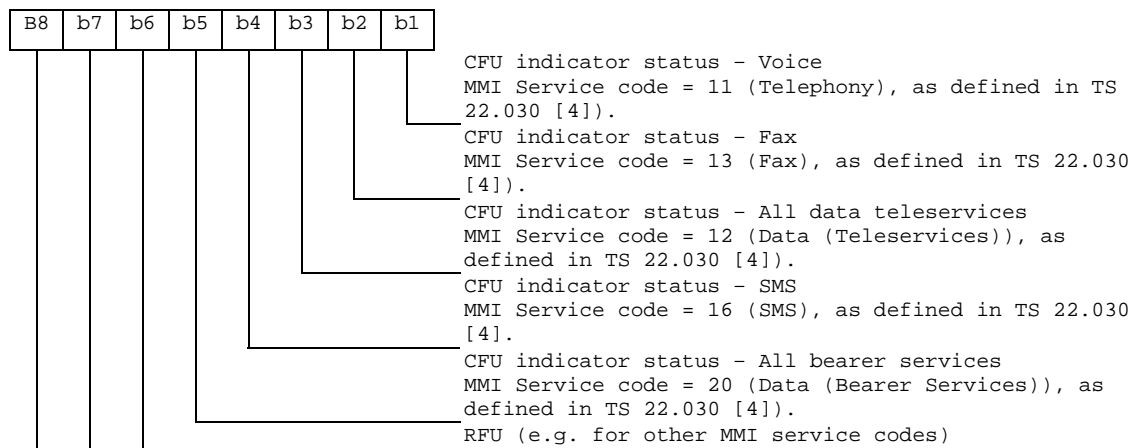 B8 b7 b6 b5 b4 b3 b2 b1
CFU indicator status – Voice
MMI Service code = 11 (Telephony), as defined in TS
22.030 [4]).
CFU indicator status – Fax
MMI Service code = 13 (Fax), as defined in TS 22.030
[4]).
CFU indicator status – All data teleservices
MMI Service code = 12 (Data (Teleservices)), as
defined in TS 22.030 [4]).
CFU indicator status – SMS
MMI Service code = 16 (SMS), as defined in TS 22.030
[4].
CFU indicator status – All bearer services
MMI Service code = 20 (Data (Bearer Services)), as
defined in TS 22.030 [4]).
RFU (e.g. for other MMI service codes)